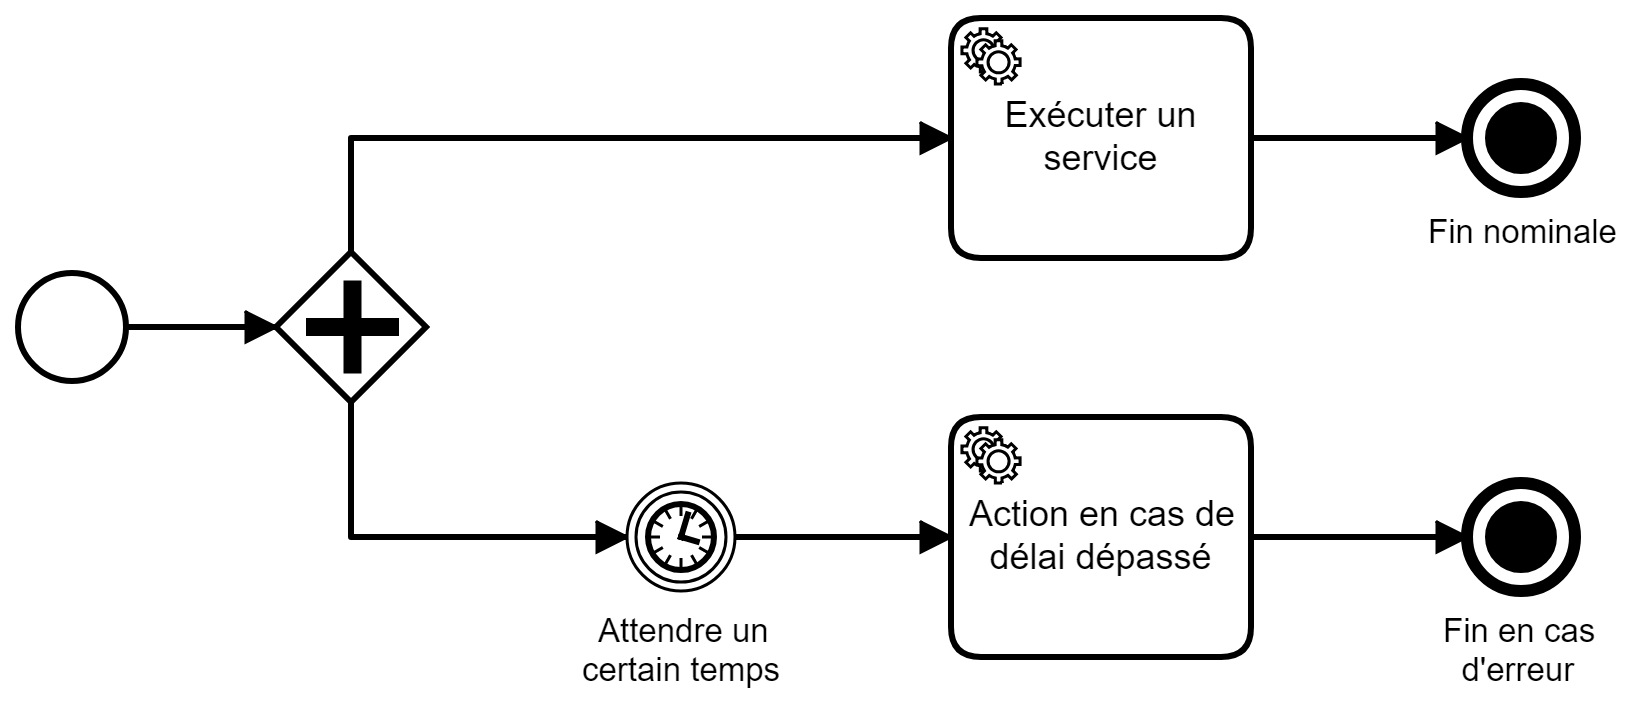 Exécuter un
service
Fin nominale
Attendre un
certain temps
Action en cas de
délai dépassé
Fin en cas
d'erreur